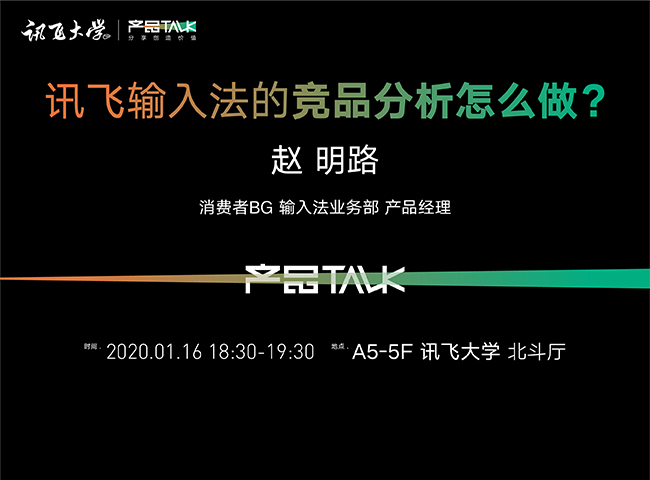 讯飞大学 产品TALK
分享创造价值
讯飞输入法的竞品分析怎么做？
赵 明路
消费者BG 输入法业务部 产品经理
产品TALK
时间. 2020.01.16 18:30-19:30 地点. A5-5F 讯飞大学 北斗厅